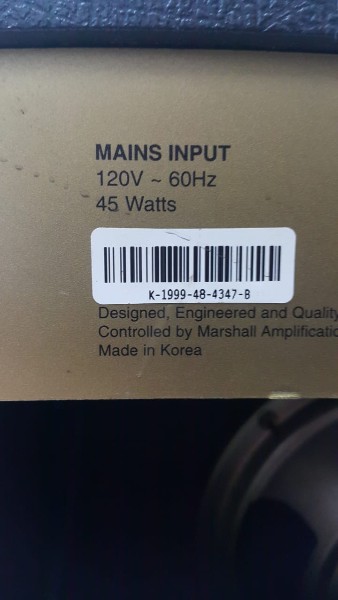 MAINS INPUT
120V ~ 60Hz
45 Watts
K-1999-48-4347-B
Designed, Engineered and Quality
Controlled by Marshall Amplificatio
Made in Korea